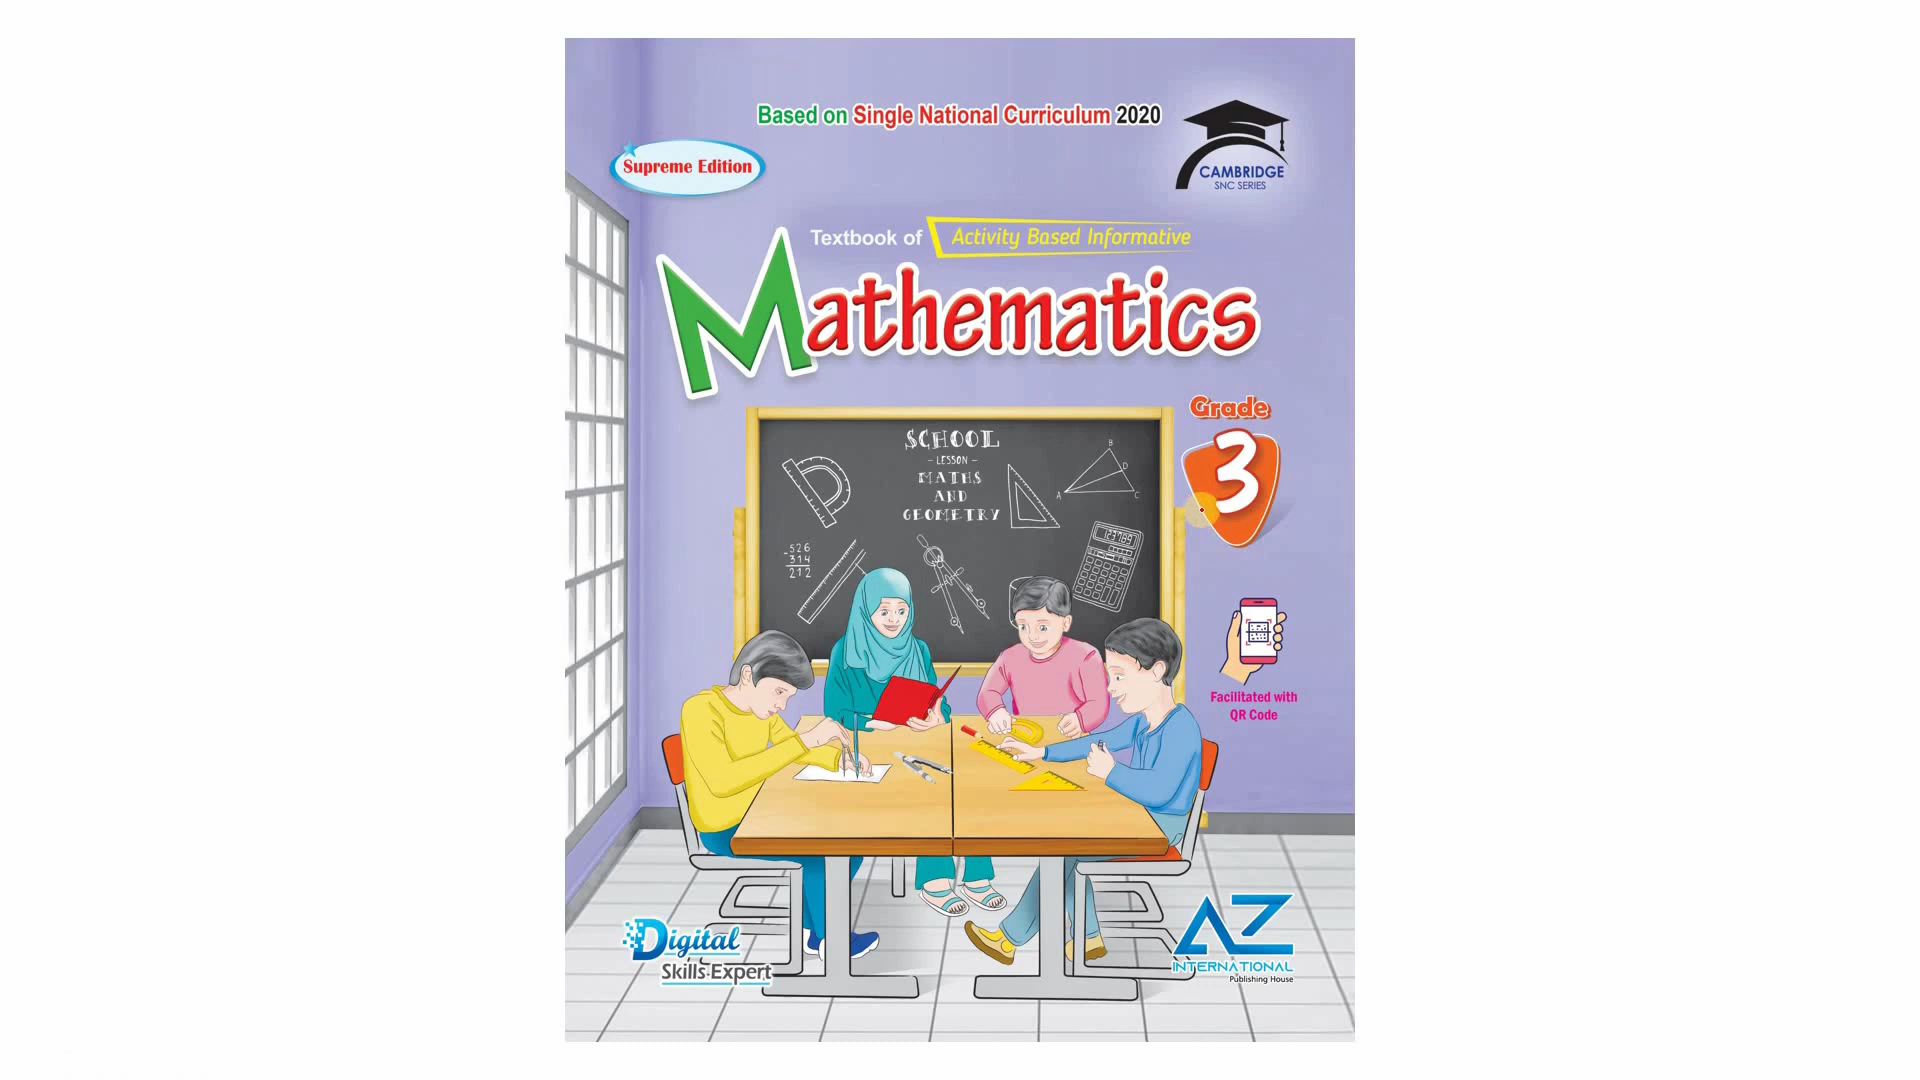 Based on Single National Curriculum 2020
Supreme Edition
CAMBRIDGE
SNC SERIES
Textbook of Activity Based Informative
Mathematics
Grade
3
SCHOOL
- LESSON -
MATHS
AND
GEOMETRY
B
D
A
C
123789
-526
314
212
Facilitated with
QR Code
Digital
Skills Expert
AZ
INTERNATIONAL
Publishing House